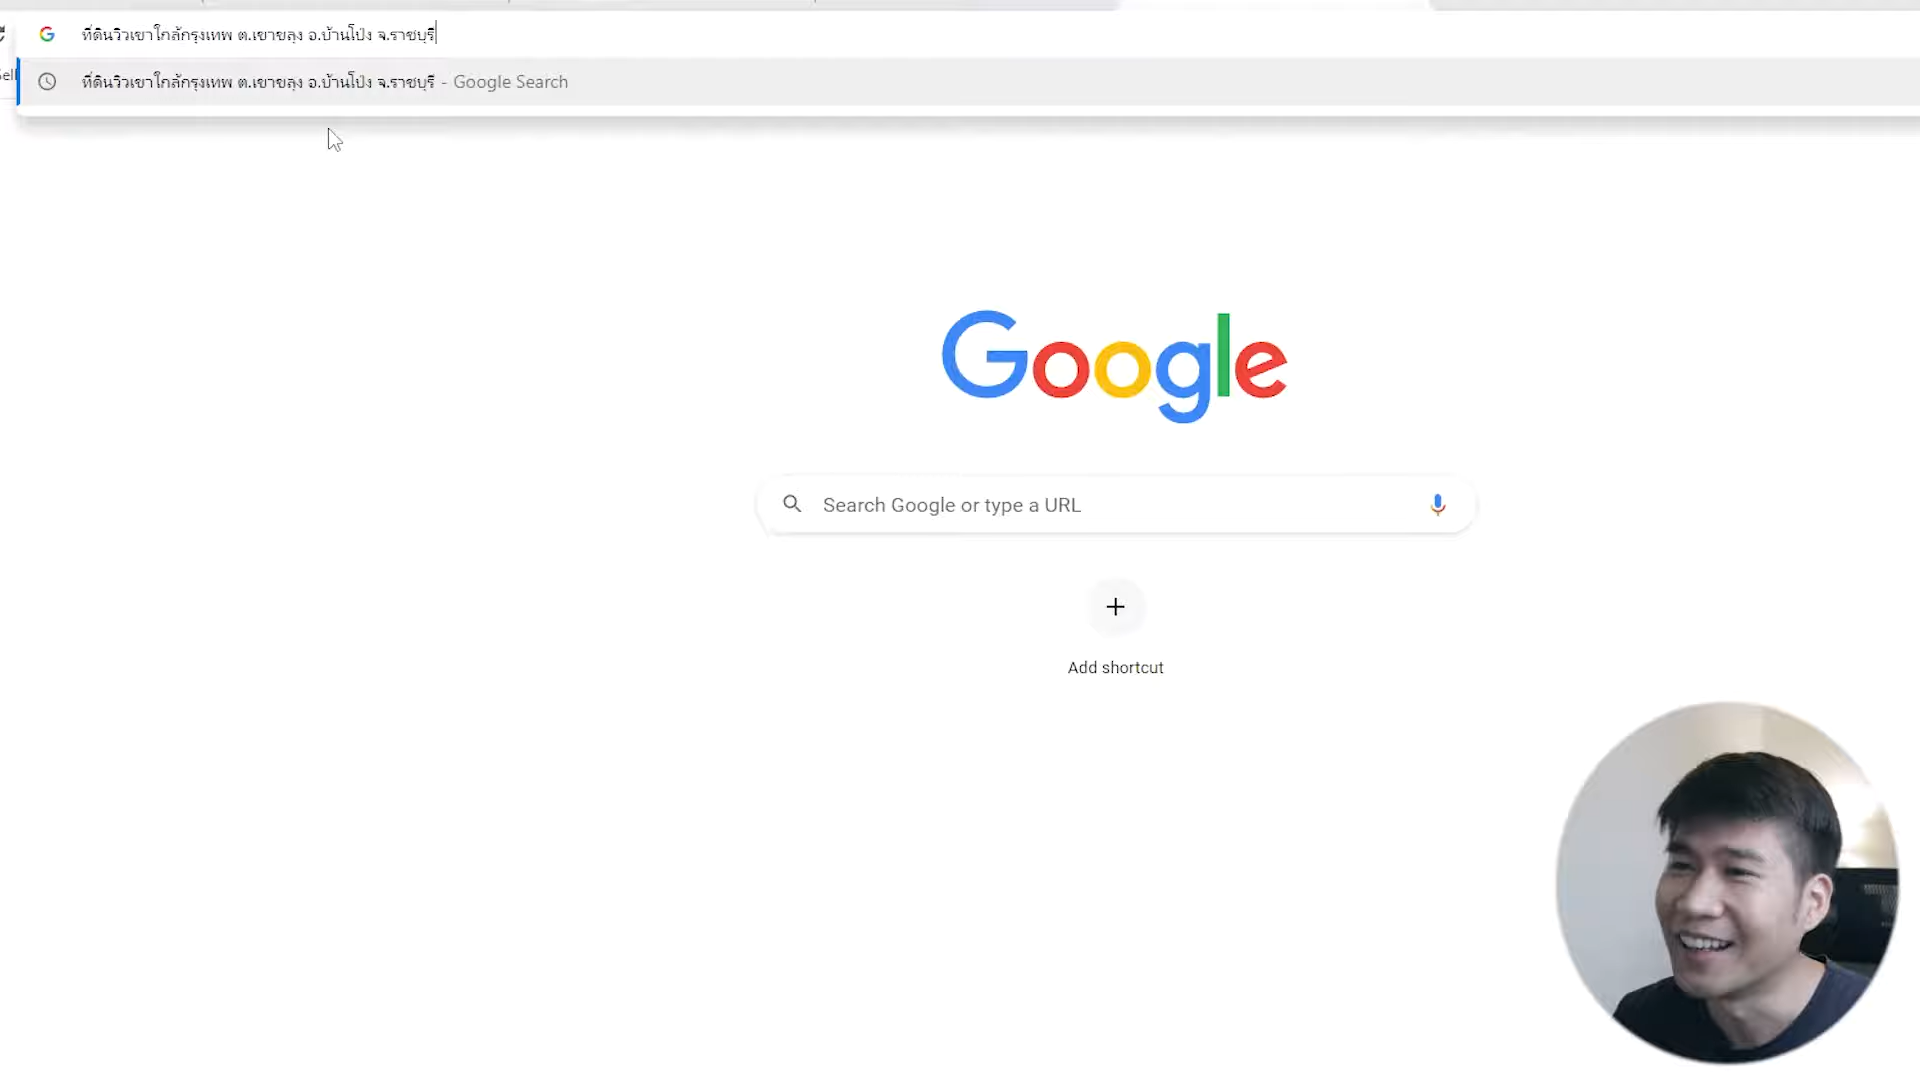 ที่ดินวิวเขาใกล้กรุงเทพ ต.เขาขลุง อ.บ้านโป่ง จ.ราชบุรี
ที่ดินวิวเขาใกล้กรุงเทพ ต.เขาขลุง อ.บ้านโป่ง จ.ราชบุรี - Google Search
Google
Search Google or type a URL
Add shortcut